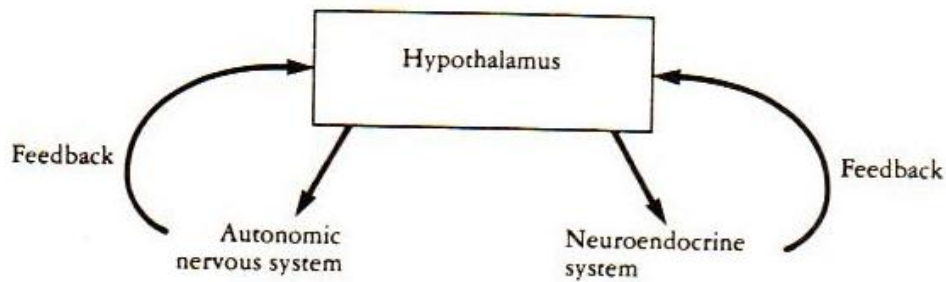 Hypothalamus
Feedback
Feedback
Autonomic
nervous system
Neuroendocrine
system